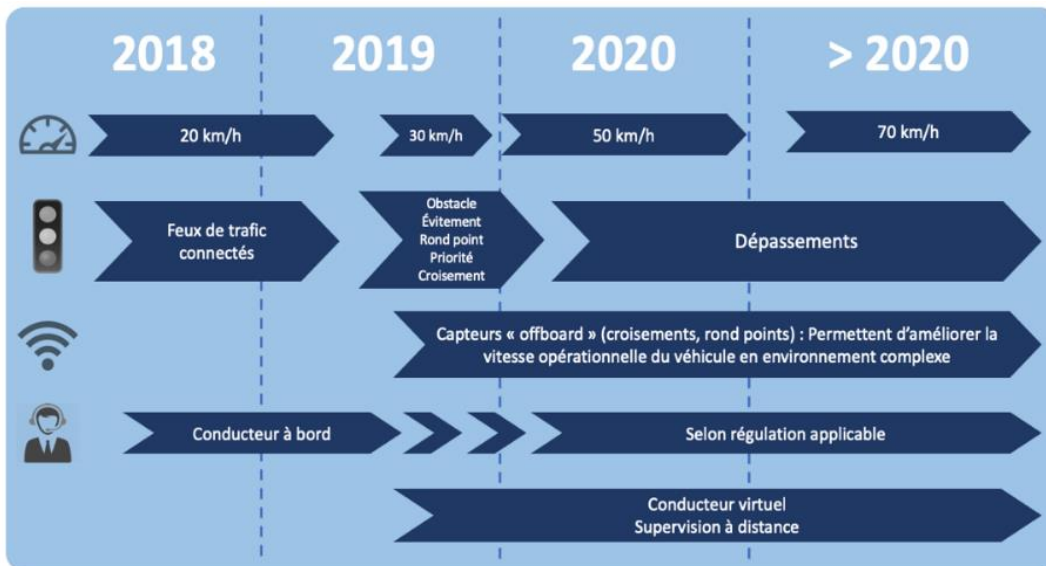 2018
2019
2020
> 2020
20 km/h
30 km/h
50 km/h
70 km/h
Feux de trafic
connectés
Obstacle
Évitement
Rond point
Priorité
Croisement
Dépassements
Capteurs « offboard » (croisements, rond points) : Permettent d’améliorer la
vitesse opérationnelle du véhicule en environnement complexe
Conducteur à bord
Selon régulation applicable
Conducteur virtuel
Supervision à distance